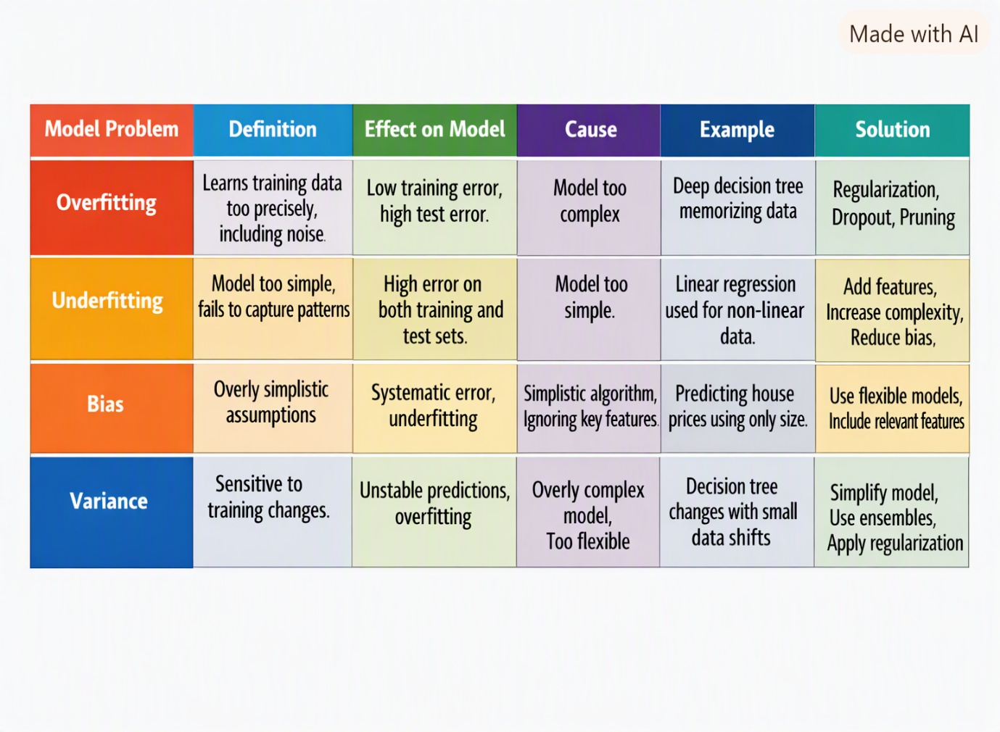 Made with AI
Model Problem
Definition
Effect on Model
Cause
Example
Solution
Overfitting
Learns training data
too precisely,
including noise.
Low training error,
high test error.
Model too
complex
Deep decision tree
memorizing data
Regularization,
Dropout, Pruning
Underfitting
Model too simple,
fails to capture patterns
High error on
both training and
test sets.
Model too
simple.
Linear regression
used for non-linear
data.
Add features,
Increase complexity,
Reduce bias,
Bias
Overly simplistic
assumptions
Systematic error,
underfitting
Simplistic algorithm,
Ignoring key features.
Predicting house
prices using only size.
Use flexible models,
Include relevant features
Variance
Sensitive to
training changes.
Unstable predictions,
overfitting
Overly complex
model,
Too flexible
Decision tree
changes with small
data shifts
Simplify model,
Use ensembles,
Apply regularization